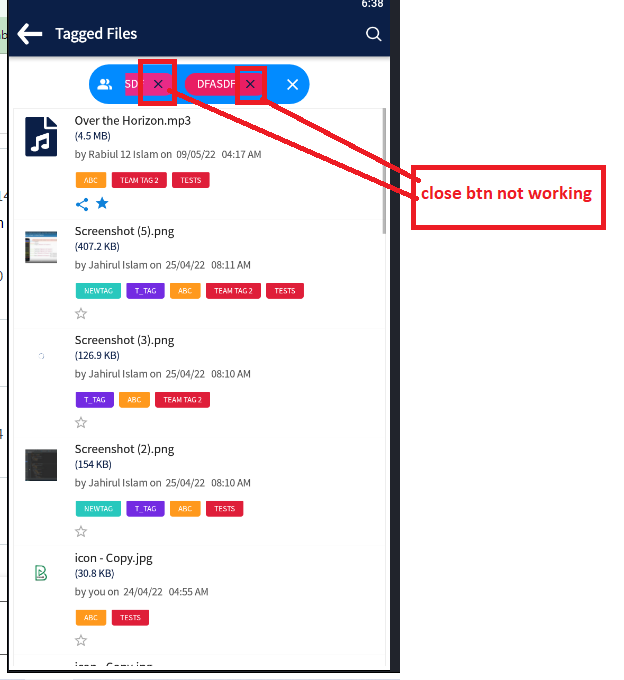 6:38
Tagged Files
SD
DFASDF
Over the Horizon.mp3
(4.5 MB)
by Rabiul 12 Islam on 09/05/22 04:17 AM
ABC TEAM TAG 2 TESTS
close btn not working
Screenshot (5).png
(407.2 KB)
by Jahirul Islam on 25/04/22 08:11 AM
NEWTAG T_TAG ABC TEAM TAG 2 TESTS
Screenshot (3).png
(126.9 KB)
by Jahirul Islam on 25/04/22 08:10 AM
T_TAG ABC TEAM TAG 2
Screenshot (2).png
(154 KB)
by Jahirul Islam on 25/04/22 08:10 AM
NEWTAG T_TAG ABC TESTS
icon - Copy.jpg
(30.8 KB)
by you on 24/04/22 04:55 AM
ABC TESTS